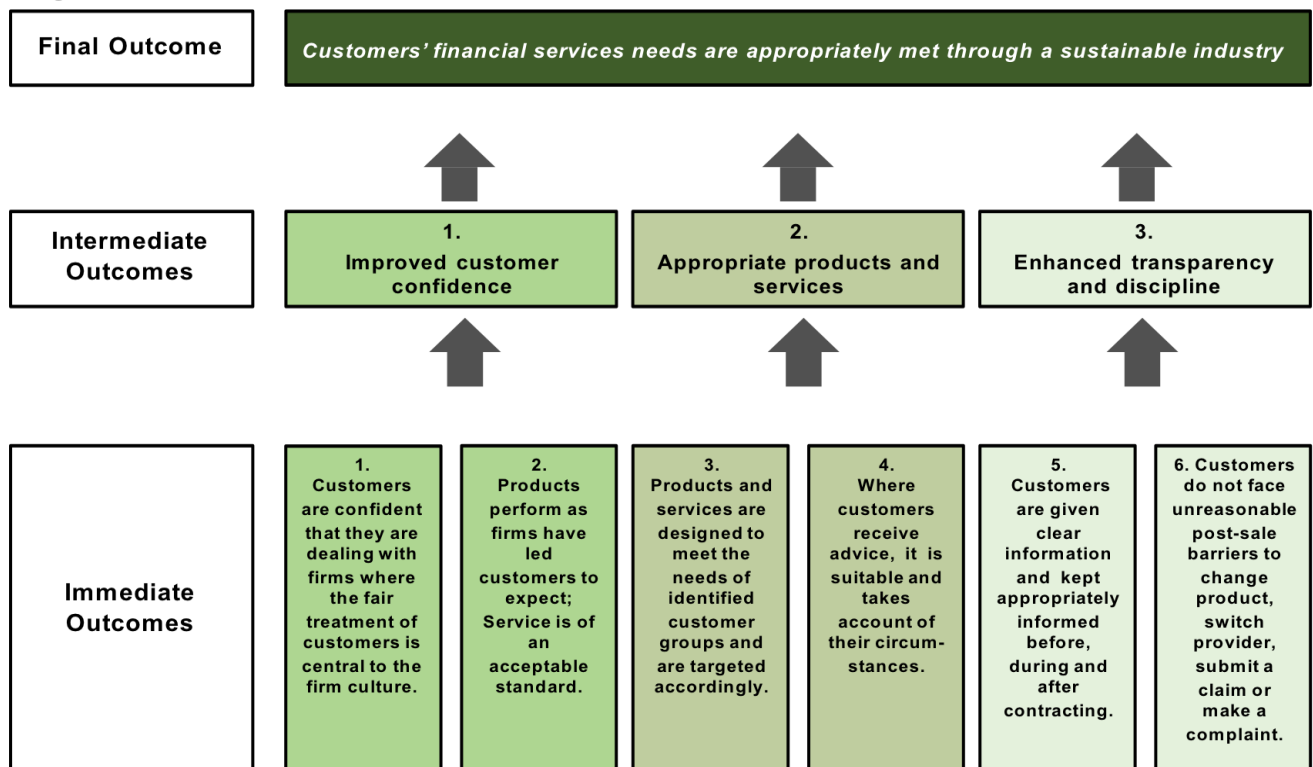 Final Outcome
Customers’ financial services needs are appropriately met through a sustainable industry
Intermediate
Outcomes
1.
Improved customer
confidence
2.
Appropriate products and
services
3.
Enhanced transparency
and discipline
Immediate
Outcomes
1.
Customers
are confident
that they are
dealing with
firms where
the fair
treatment of
customers is
central to the
firm culture.
2.
Products
perform as
firms have
led
customers to
expect;
Service is of
an
acceptable
standard.
3.
Products and
services are
designed to
meet the
needs of
identified
customer
groups and
are targeted
accordingly.
4.
Where
customers
receive
advice, it is
suitable and
takes
account of
their circum-
stances.
5.
Customers
are given
clear
information
and kept
appropriately
informed
before,
during and
after
contracting.
6. Customers
do not face
unreasonable
post-sale
barriers to
change
product,
switch
provider,
submit a
claim or
make a
complaint.